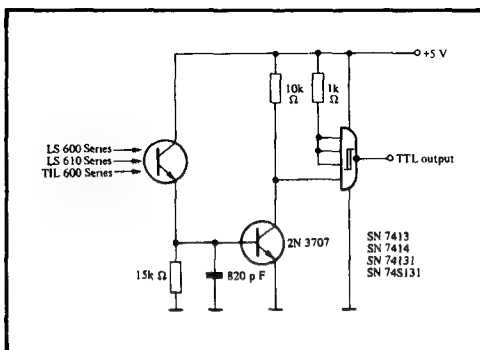 +5 V
10k
Ω
1k
Ω
LS 600 Series
LS 610 Series
TIL 600 Series
TTL output
2N 3707
SN 7413
SN 7414
SN 74131
SN 74S131
15k Ω
820 p F